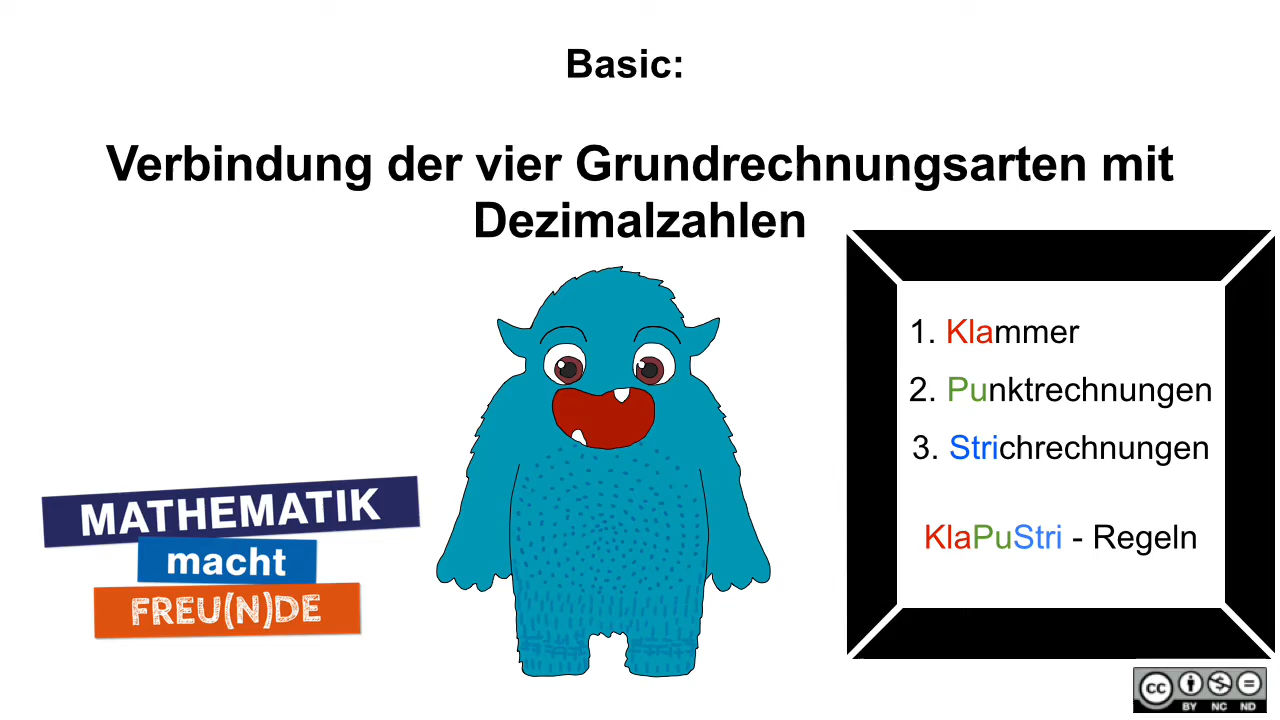 Basic:
Verbindung der vier Grundrechnungsarten mit
Dezimalzahlen
1. Klammer
2. Punktrechnungen
3. Strichrechnungen
KlaPuStri - Regeln
MATHEMATIK
macht
FREU(N)DE
cc
BY NC ND